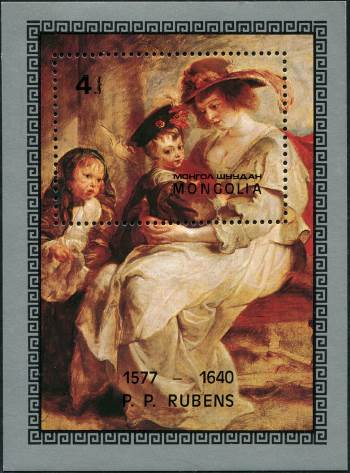 4₮
МОНГОЛ ШУУДАН
MONGOLIA
1577 - 1640
P. P. RUBENS